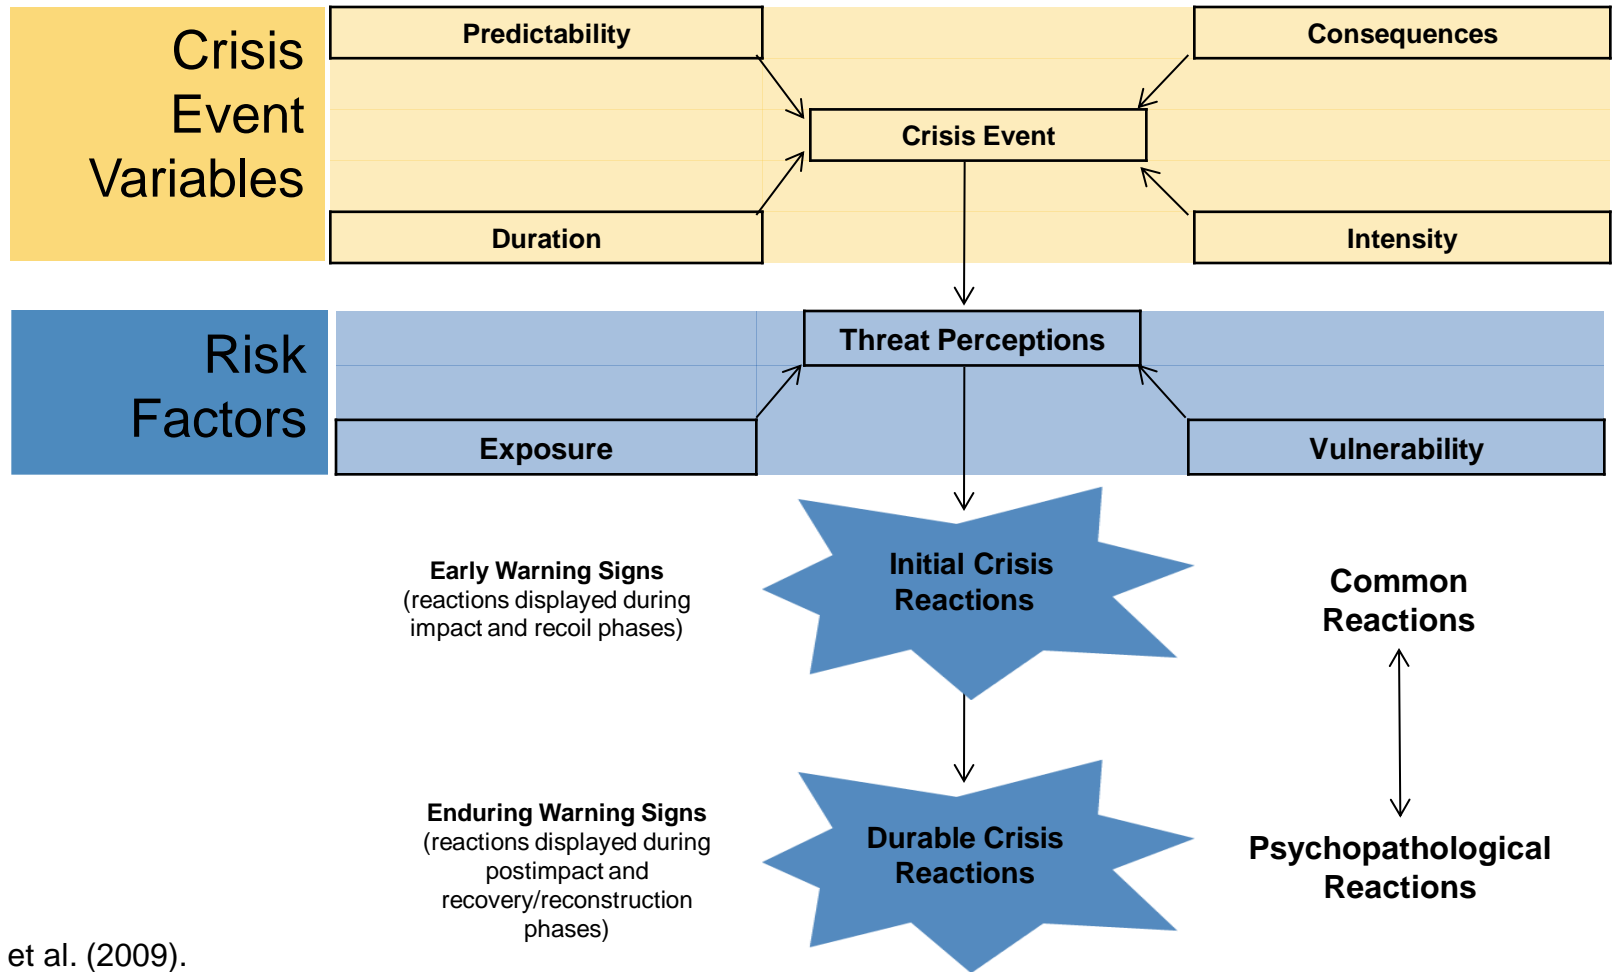 Crisis
Event
Variables
Predictability
Consequences
Crisis Event
Duration
Intensity
Risk
Factors
Threat Perceptions
Exposure
Vulnerability
Early Warning Signs
(reactions displayed during
impact and recoil phases)
Initial Crisis
Reactions
Common
Reactions
Enduring Warning Signs
(reactions displayed during
postimpact and
recovery/reconstruction
phases)
Durable Crisis
Reactions
Psychopathological
Reactions
et al. (2009).